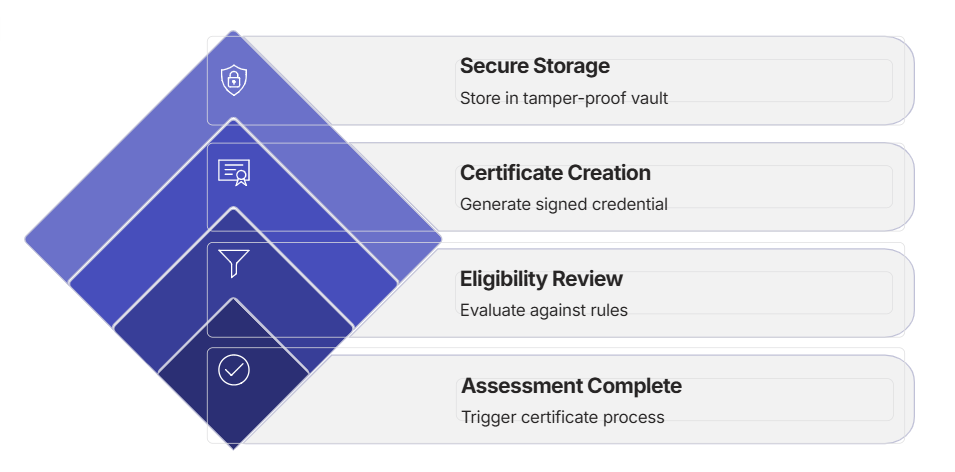 Secure Storage
Store in tamper-proof vault
Certificate Creation
Generate signed credential
Eligibility Review
Evaluate against rules
Assessment Complete
Trigger certificate process